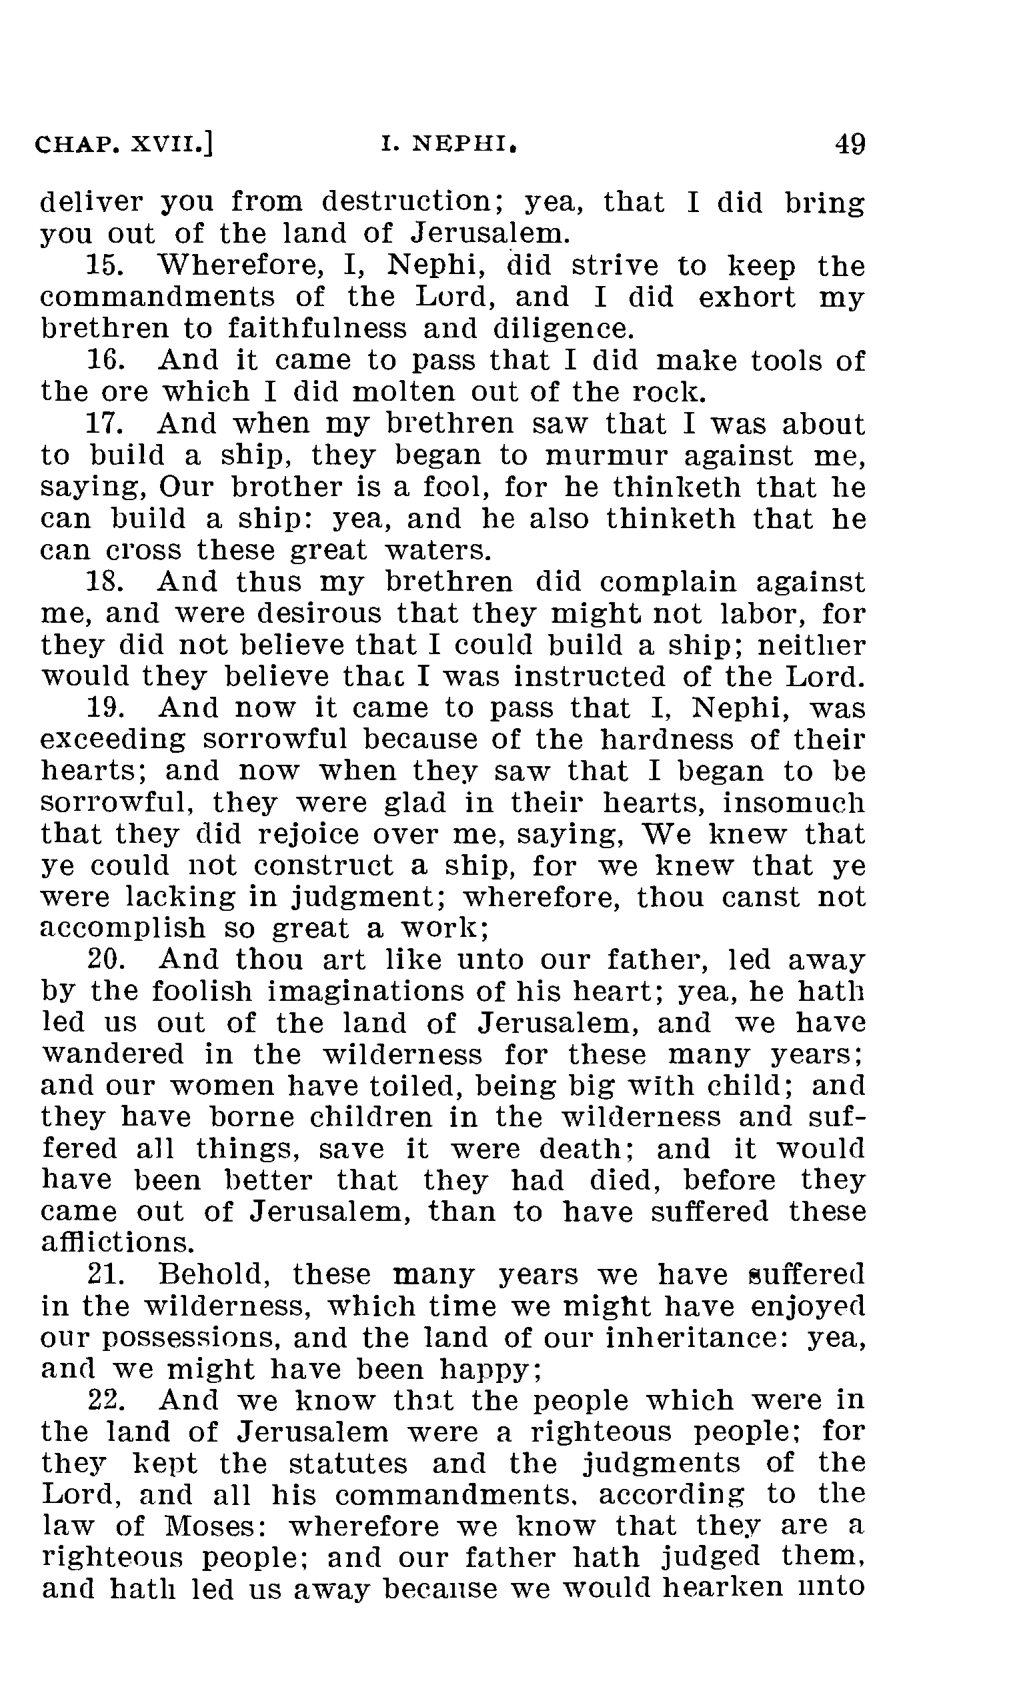 CHAP. XVII.] I. NEPHI. 49
deliver you from destruction; yea, that I did bring
you out of the land of Jerusalem.
15. Wherefore, I, Nephi, did strive to keep the
commandments of the Lord, and I did exhort my
brethren to faithfulness and diligence.
16. And it came to pass that I did make tools of
the ore which I did molten out of the rock.
17. And when my brethren saw that I was about
to build a ship, they began to murmur against me,
saying, Our brother is a fool, for he thinketh that he
can build a ship: yea, and he also thinketh that he
can cross these great waters.
18. And thus my brethren did complain against
me, and were desirous that they might not labor, for
they did not believe that I could build a ship; neither
would they believe that I was instructed of the Lord.
19. And now it came to pass that I, Nephi, was
exceeding sorrowful because of the hardness of their
hearts; and now when they saw that I began to be
sorrowful, they were glad in their hearts, insomuch
that they did rejoice over me, saying, We knew that
ye could not construct a ship, for we knew that ye
were lacking in judgment; wherefore, thou canst not
accomplish so great a work;
20. And thou art like unto our father, led away
by the foolish imaginations of his heart; yea, he hath
led us out of the land of Jerusalem, and we have
wandered in the wilderness for these many years;
and our women have toiled, being big with child; and
they have borne children in the wilderness and suf-
fered all things, save it were death; and it would
have been better that they had died, before they
came out of Jerusalem, than to have suffered these
afflictions.
21. Behold, these many years we have suffered
in the wilderness, which time we might have enjoyed
our possessions, and the land of our inheritance: yea,
and we might have been happy;
22. And we know that the people which were in
the land of Jerusalem were a righteous people; for
they kept the statutes and the judgments of the
Lord, and all his commandments, according to the
law of Moses: wherefore we know that they are a
righteous people; and our father hath judged them,
and hath led us away because we would hearken unto